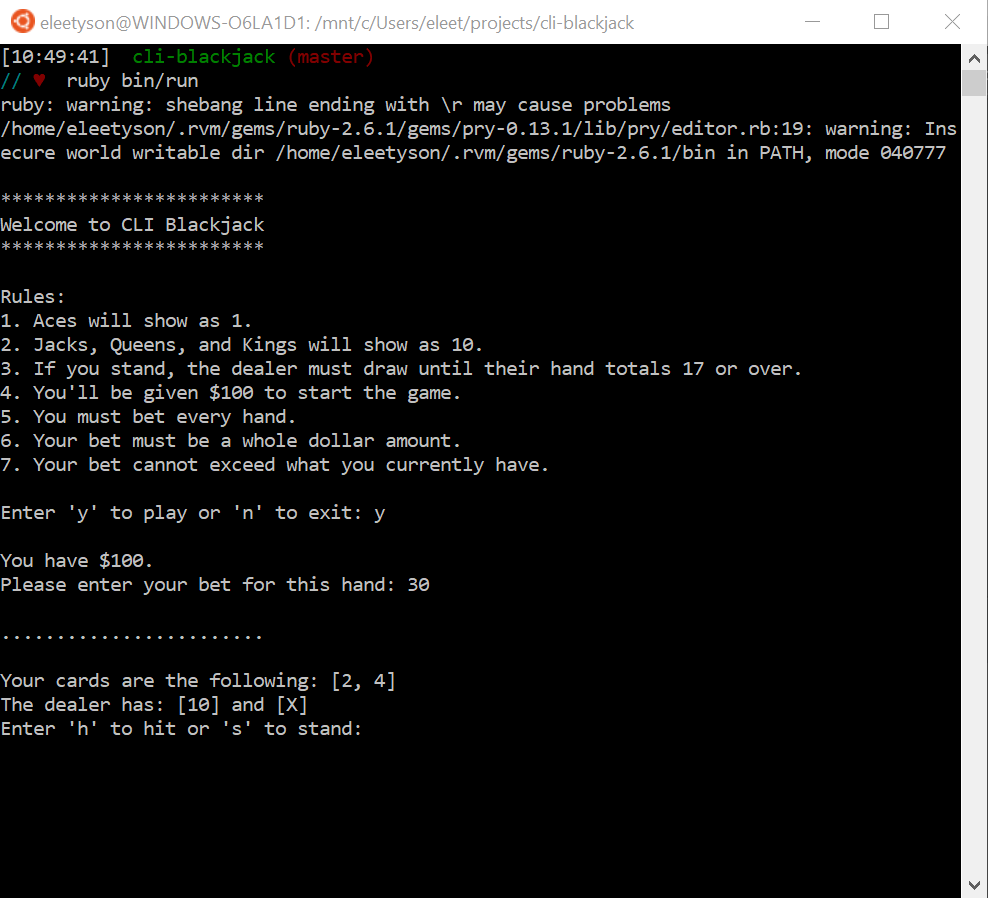 eleetyson@WINDOWS-O6LA1D1: /mnt/c/Users/eleet/projects/cli-blackjack
[10:49:41]  cli-blackjack (master)
// ♥  ruby bin/run
ruby: warning: shebang line ending with \r may cause problems
/home/eleetyson/.rvm/gems/ruby-2.6.1/gems/pry-0.13.1/lib/pry/editor.rb:19: warning: Ins
ecure world writable dir /home/eleetyson/.rvm/gems/ruby-2.6.1/bin in PATH, mode 040777
************************
Welcome to CLI Blackjack
************************
Rules:
1. Aces will show as 1.
2. Jacks, Queens, and Kings will show as 10.
3. If you stand, the dealer must draw until their hand totals 17 or over.
4. You'll be given $100 to start the game.
5. You must bet every hand.
6. Your bet must be a whole dollar amount.
7. Your bet cannot exceed what you currently have.
Enter 'y' to play or 'n' to exit: y
You have $100.
Please enter your bet for this hand: 30
........................
Your cards are the following: [2, 4]
The dealer has: [10] and [X]
Enter 'h' to hit or 's' to stand: